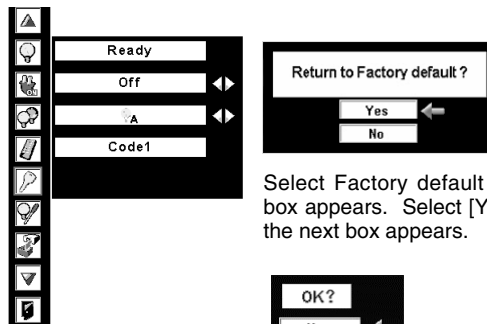 Ready
Off
A
Code1
ON
Return to Factory default ?
Yes
No
Select Factory default
box appears. Select [Y
the next box appears.
OK?